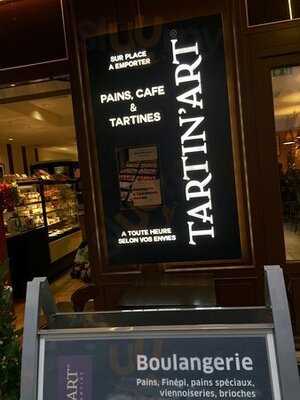 SUR PLACE
A EMPORTER
PAINS, CAFE
&
TARTINES
TARTIN'ART®
A TOUTE HEURE
SELON VOS ENVIES
ART
Boulangerie
Pains, Finépi, pains spéciaux,
viennoiseries, brioches